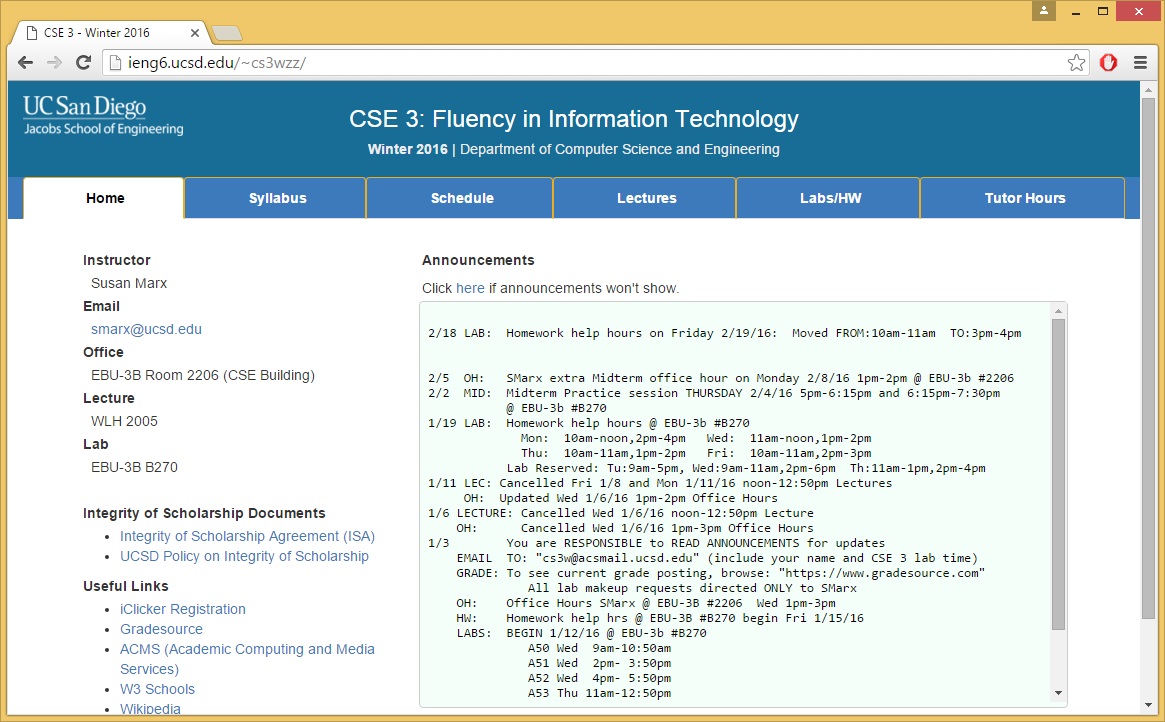 CSE 3 - Winter 2016
ieng6.ucsd.edu/~cs3wzz/
UC San Diego
Jacobs School of Engineering
CSE 3: Fluency in Information Technology
Winter 2016 | Department of Computer Science and Engineering
Home Syllabus Schedule Lectures Labs/HW Tutor Hours
Instructor
Susan Marx
Email
smarx@ucsd.edu
Office
EBU-3B Room 2206 (CSE Building)
Lecture
WLH 2005
Lab
EBU-3B B270
Integrity of Scholarship Documents
Integrity of Scholarship Agreement (ISA)
UCSD Policy on Integrity of Scholarship
Useful Links
iClicker Registration
Gradesource
ACMS (Academic Computing and Media
Services)
W3 Schools
Wikipedia
Announcements
Click here if announcements won't show.
2/18 LAB: Homework help hours on Friday 2/19/16: Moved FROM:10am-11am TO:3pm-4pm
2/5 OH: SMarx extra Midterm office hour on Monday 2/8/16 1pm-2pm @ EBU-3b #2206
2/2 MID: Midterm Practice session THURSDAY 2/4/16 5pm-6:15pm and 6:15pm-7:30pm
@ EBU-3b #B270
1/19 LAB: Homework help hours @ EBU-3b #B270
Mon: 10am-noon,2pm-4pm Wed: 11am-noon,1pm-2pm
Thu: 10am-11am,1pm-2pm Fri: 10am-11am,2pm-3pm
Lab Reserved: Tu:9am-5pm, Wed:9am-11am,2pm-6pm Th:11am-1pm,2pm-4pm
1/11 LEC: Cancelled Fri 1/8 and Mon 1/11/16 noon-12:50pm Lectures
OH: Updated Wed 1/6/16 1pm-2pm Office Hours
1/6 LECTURE: Cancelled Wed 1/6/16 noon-12:50pm Lecture
OH: Cancelled Wed 1/6/16 1pm-3pm Office Hours
1/3 You are RESPONSIBLE to READ ANNOUNCEMENTS for updates
EMAIL TO: "cs3w@acsmail.ucsd.edu" (include your name and CSE 3 lab time)
GRADE: To see current grade posting, browse: "https://www.gradesource.com"
All lab makeup requests directed ONLY to SMarx
OH: Office Hours SMarx @ EBU-3B #2206 Wed 1pm-3pm
HW: Homework help hrs @ EBU-3B #B270 begin Fri 1/15/16
LABS: BEGIN 1/12/16 @ EBU-3b #B270
A50 Wed 9am-10:50am
A51 Wed 2pm- 3:50pm
A52 Wed 4pm- 5:50pm
A53 Thu 11am-12:50pm